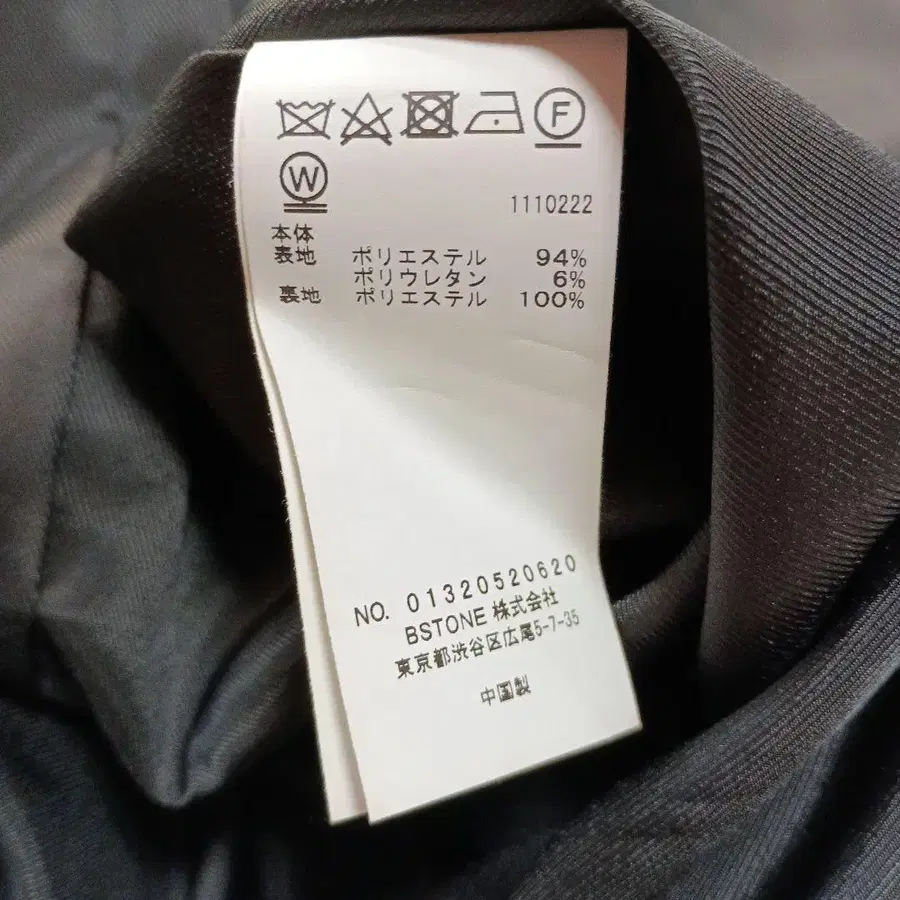 F
W
1110222
本体
表地 ポリエステル 94%
ポリウレタン 6%
裏地 ポリエステル 100%
NO. 01320520620
BSTONE 株式会社
東京都渋谷区広尾5-7-35
中国製